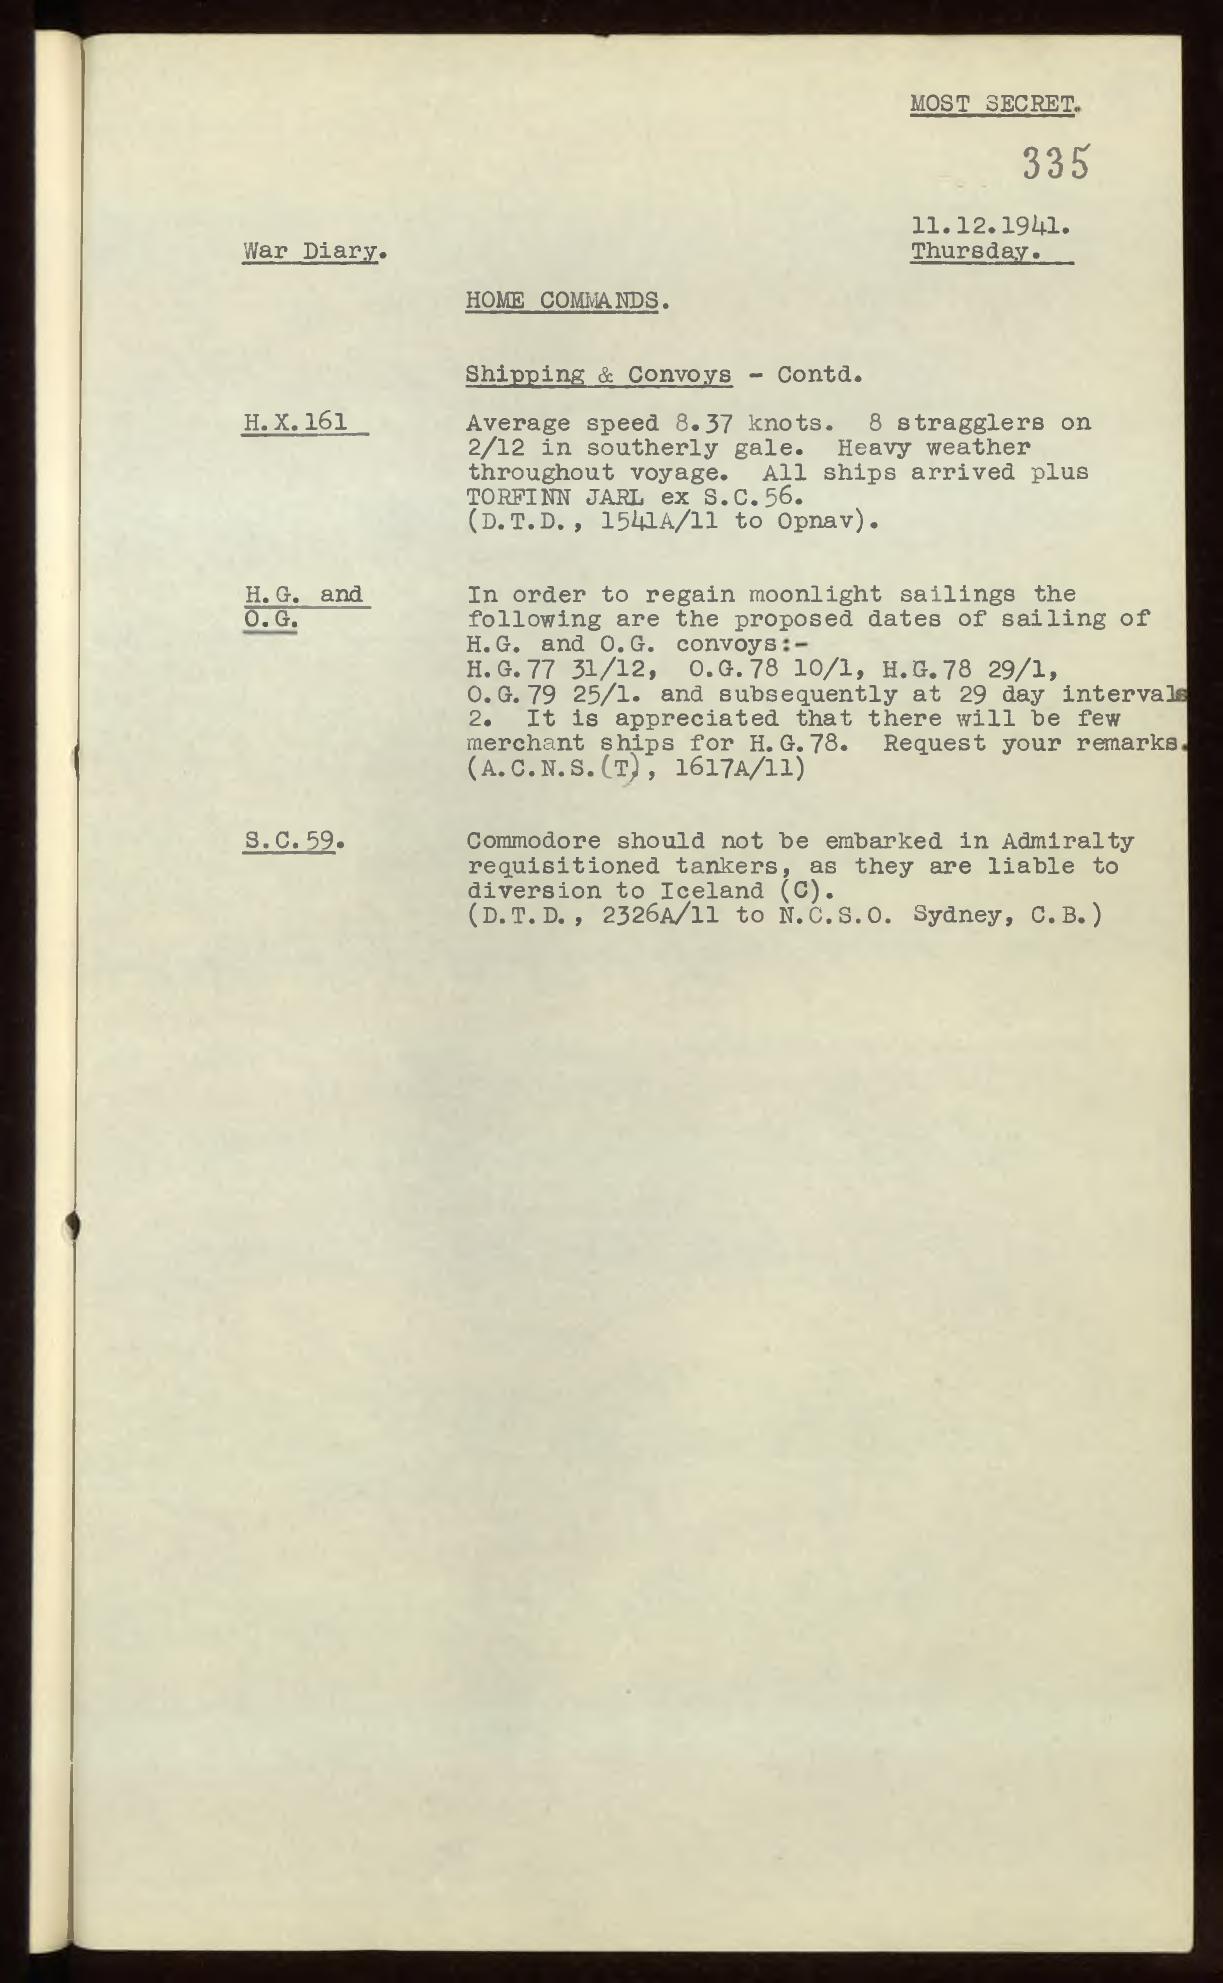 MOST SECRET.
335
11.12.1941.
War Diary.
Thursday.
HOME COMMANDS.
Shipping & Convoys - Contd.
H.X.161 Average speed 8.37 knots. 8 stragglers on
2/12 in southerly gale. Heavy weather
throughout voyage. All ships arrived plus
TORFINN JARL ex S.C.56.
(D.T.D., 1541A/11 to Opnav).
H.G. and In order to regain moonlight sailings the
O.G. following are the proposed dates of sailing of
H.G. and O.G. convoys:-
H.G.77 31/12, O.G.78 10/1, H.G.78 29/1,
O.G.79 25/1. and subsequently at 29 day intervals
2. It is appreciated that there will be few
merchant ships for H.G.78. Request your remarks.
(A.C.N.S.(T), 1617A/11)
S.C.59. Commodore should not be embarked in Admiralty
requisitioned tankers, as they are liable to
diversion to Iceland (C).
(D.T.D., 2326A/11 to N.C.S.O. Sydney, C.B.)